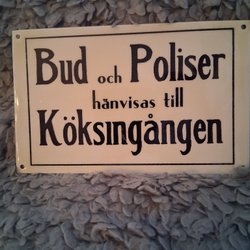 Bud och Poliser
hänvisas till
Köksingången